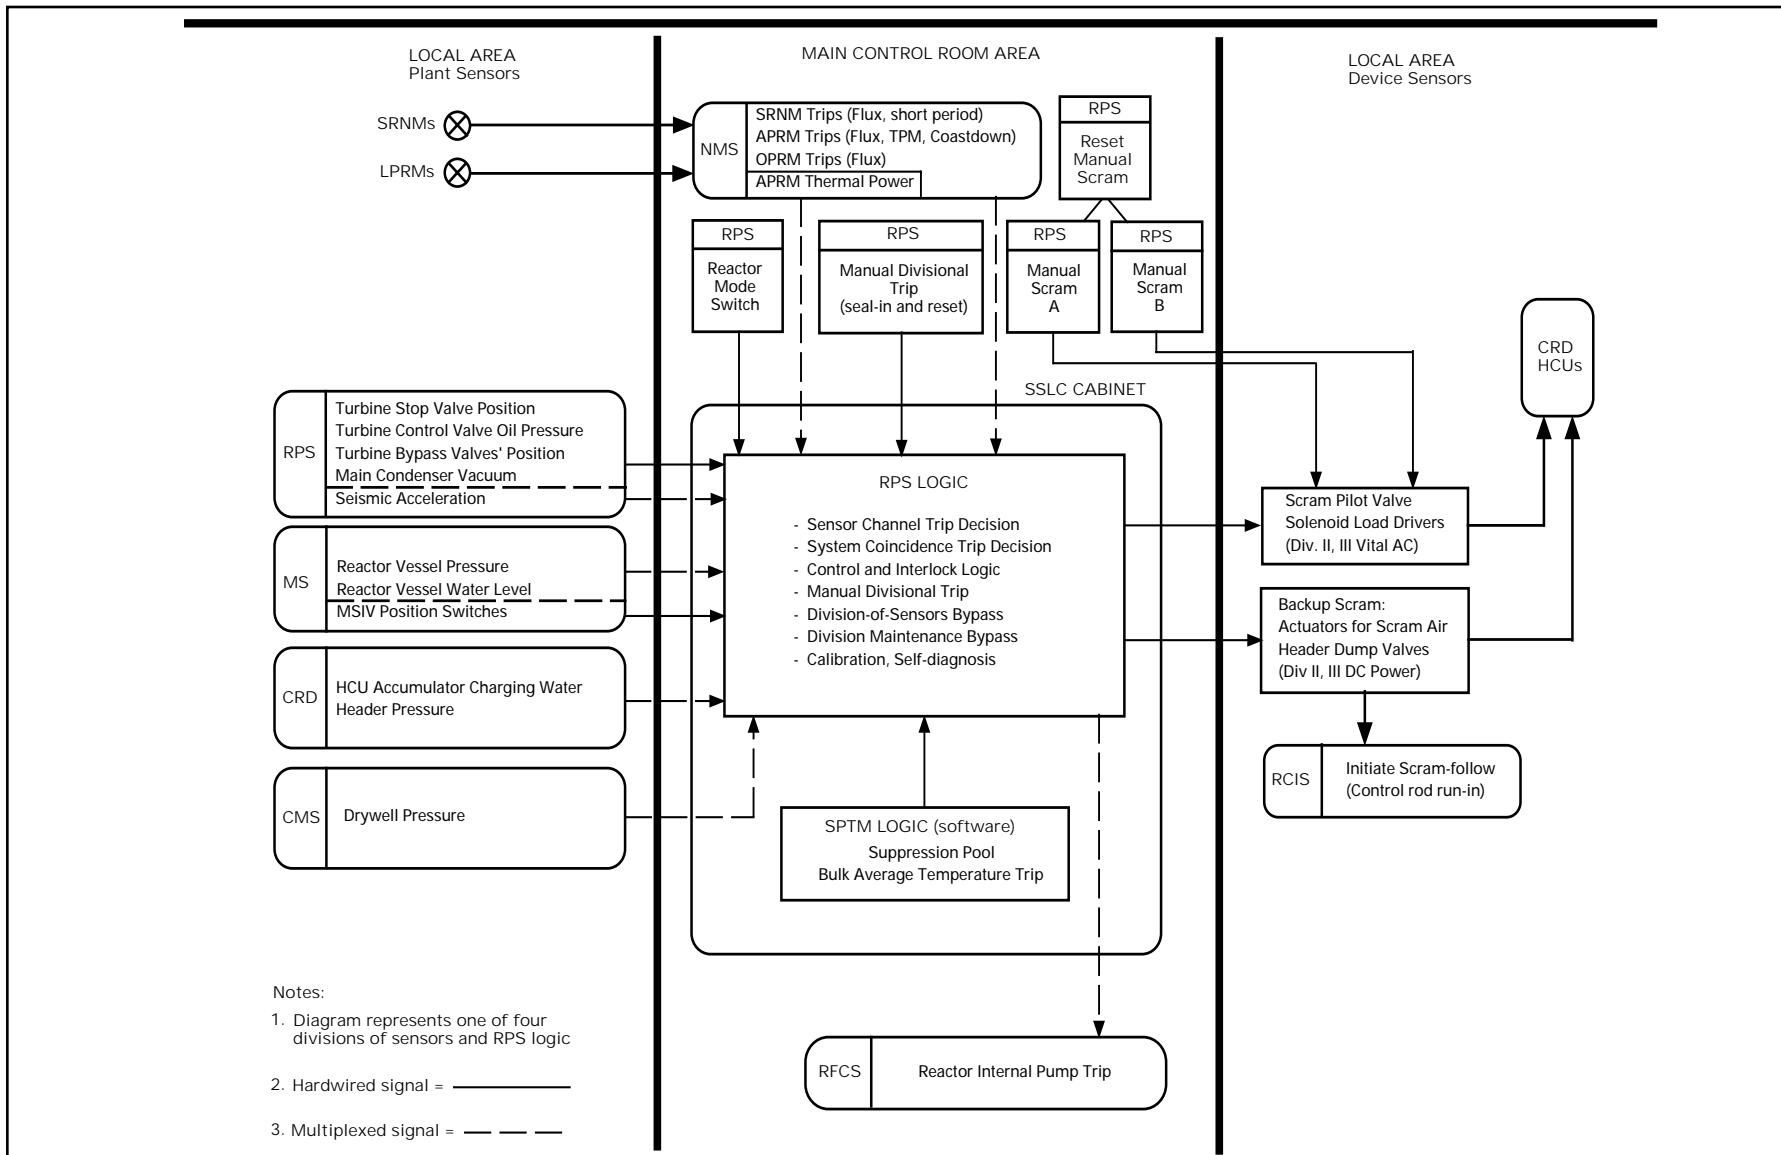 LOCAL AREA
Plant Sensors
MAIN CONTROL ROOM AREA
LOCAL AREA
Device Sensors
SRNMs
LPRMs
NMS
SRNM Trips (Flux, short period)
APRM Trips (Flux, TPM, Coastdown)
OPRM Trips (Flux)
APRM Thermal Power
RPS
Reset
Manual
Scram
RPS
Reactor
Mode
Switch
RPS
Manual Divisional
Trip
(seal-in and reset)
RPS
Manual
Scram
A
RPS
Manual
Scram
B
CRD
HCUs
SSLC CABINET
RPS
Turbine Stop Valve Position
Turbine Control Valve Oil Pressure
Turbine Bypass Valves' Position
Main Condenser Vacuum
Seismic Acceleration
MS
Reactor Vessel Pressure
Reactor Vessel Water Level
MSIV Position Switches
CRD
HCU Accumulator Charging Water
Header Pressure
CMS
Drywell Pressure
RPS LOGIC
- Sensor Channel Trip Decision
- System Coincidence Trip Decision
- Control and Interlock Logic
- Manual Divisional Trip
- Division-of-Sensors Bypass
- Division Maintenance Bypass
- Calibration, Self-diagnosis
SPTM LOGIC (software)
Suppression Pool
Bulk Average Temperature Trip
Scram Pilot Valve
Solenoid Load Drivers
(Div. II, III Vital AC)
Backup Scram:
Actuators for Scram Air
Header Dump Valves
(Div II, III DC Power)
RCIS
Initiate Scram-follow
(Control rod run-in)
RFCS
Reactor Internal Pump Trip
Notes:
1. Diagram represents one of four
divisions of sensors and RPS logic
2. Hardwired signal =
3. Multiplexed signal =